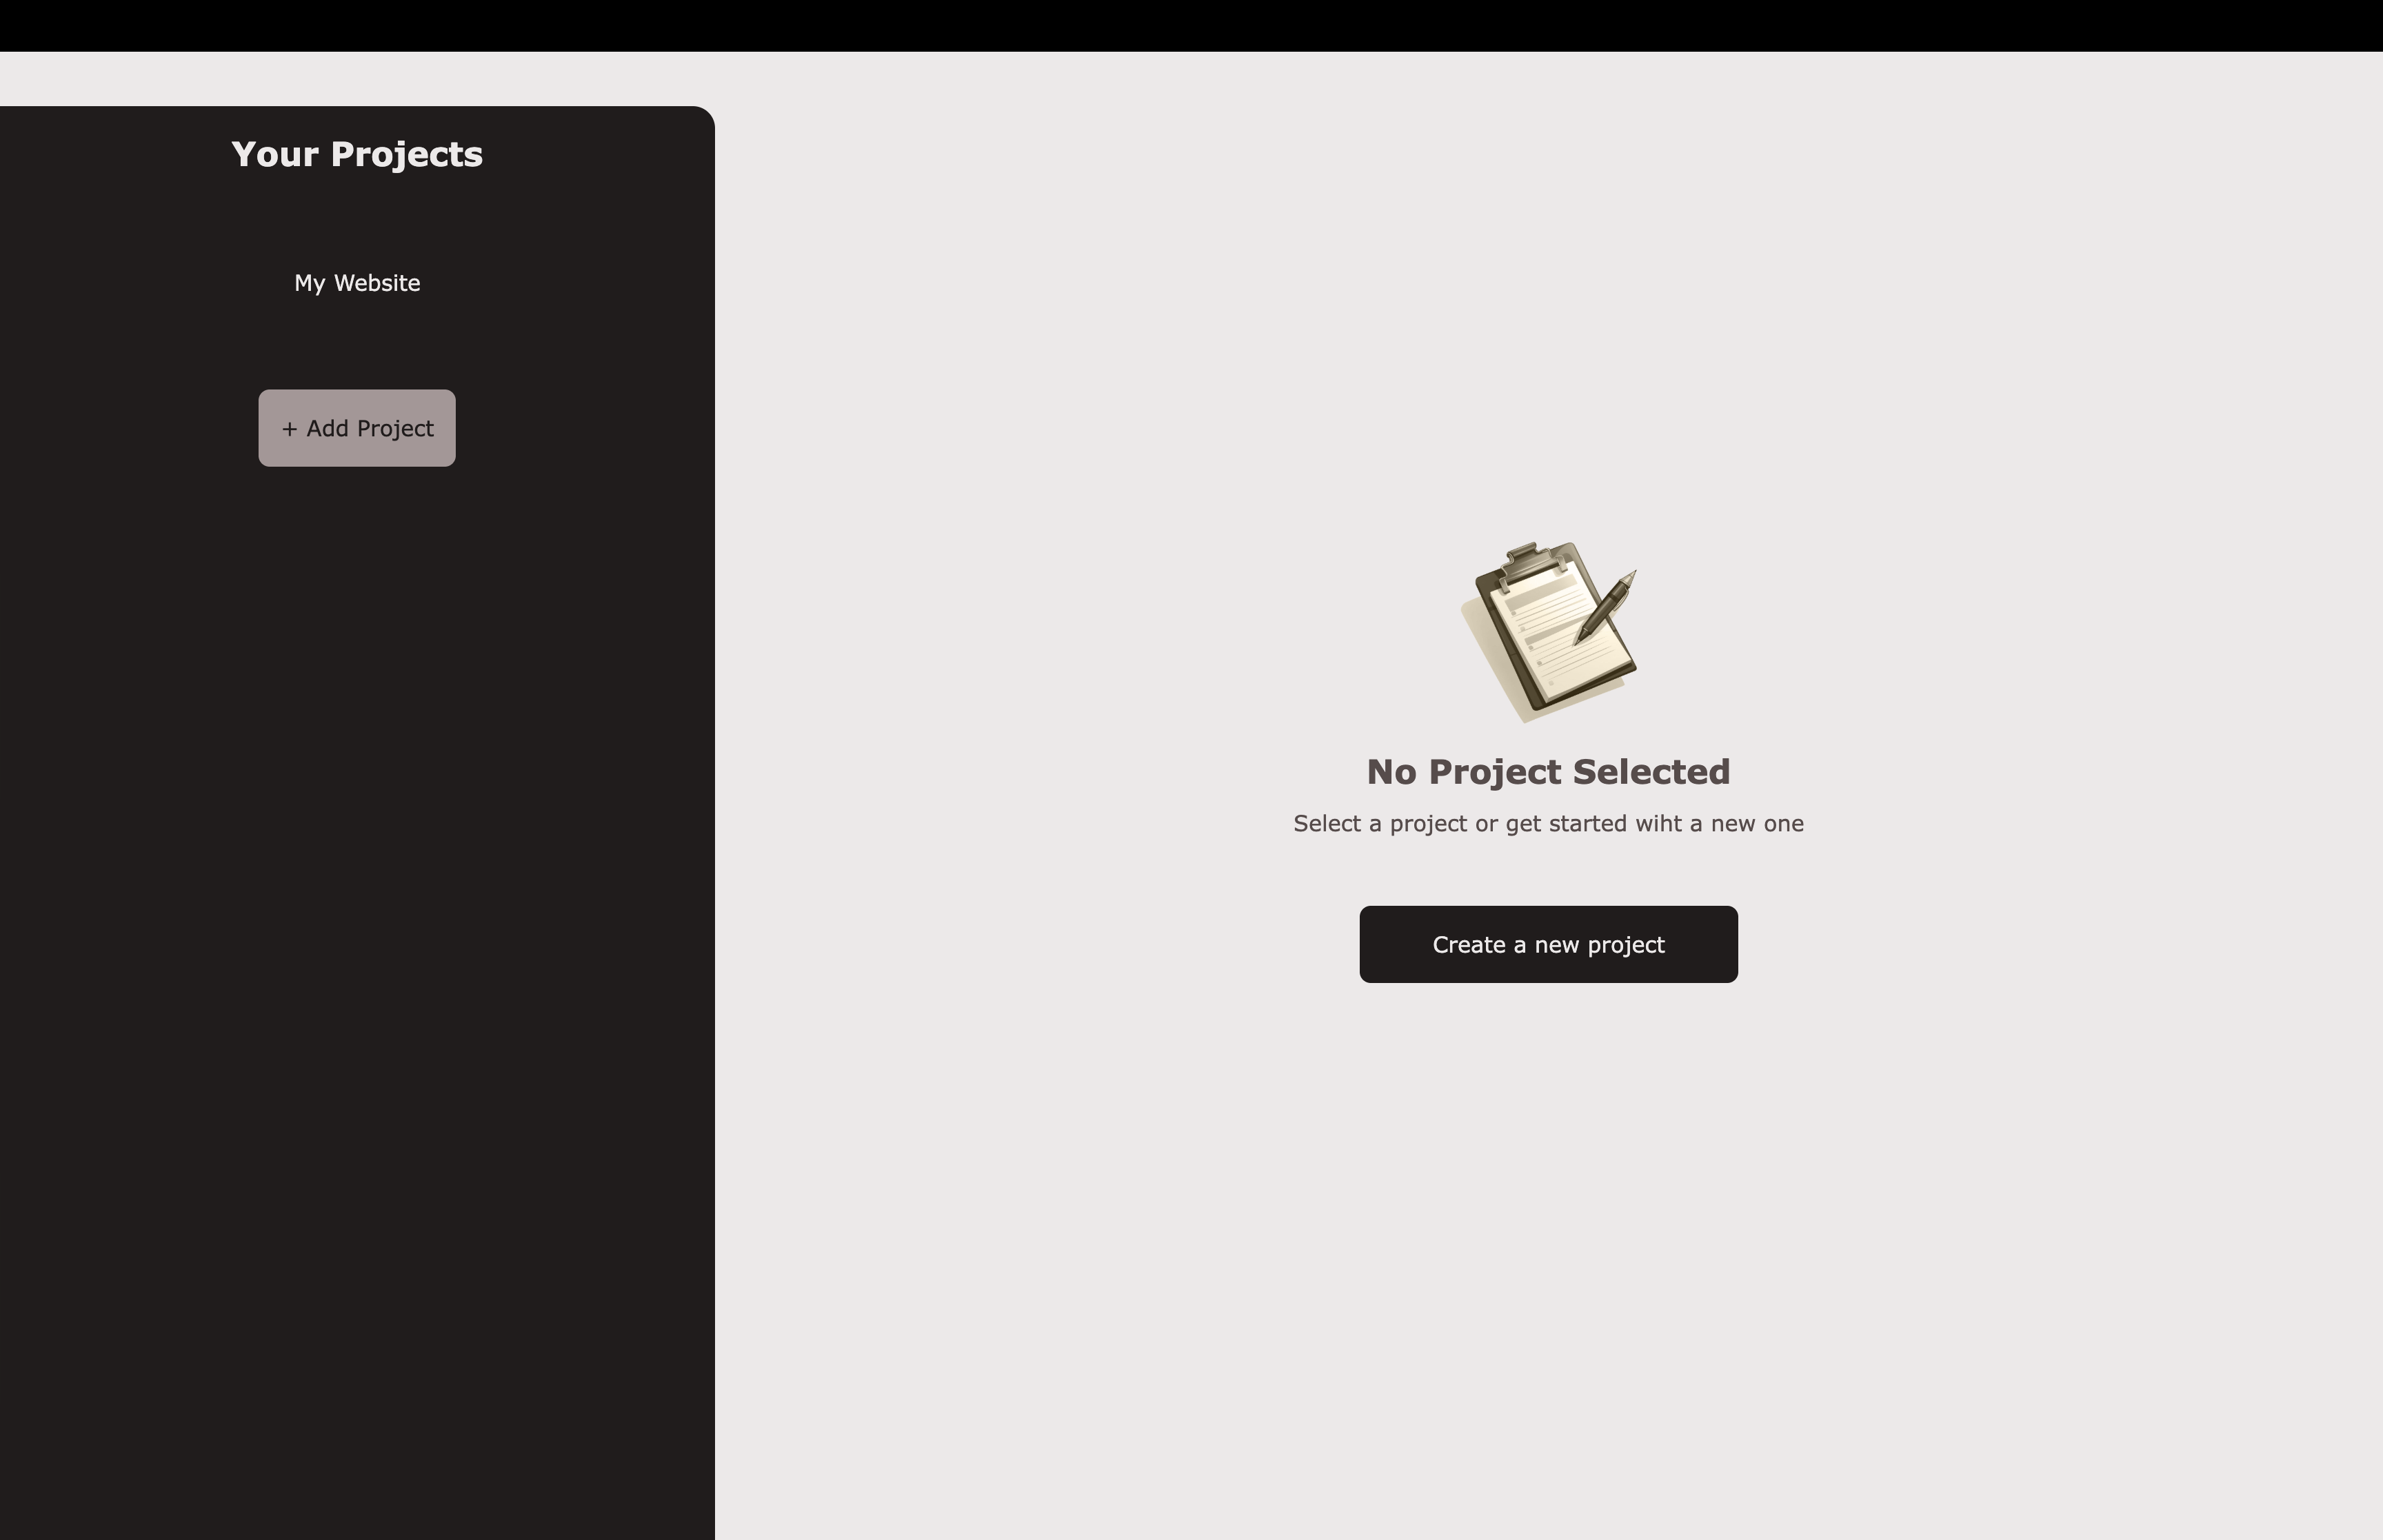 Your Projects
My Website
+ Add Project
No Project Selected
Select a project or get started wiht a new one
Create a new project